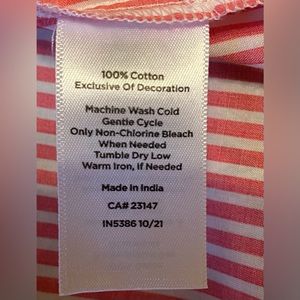 100% Cotton
Exclusive Of Decoration
Machine Wash Cold
Gentle Cycle
Only Non-Chlorine Bleach
When Needed
Tumble Dry Low
Warm Iron, if Needed
Made In India
CA# 23147
IN5386 10/21